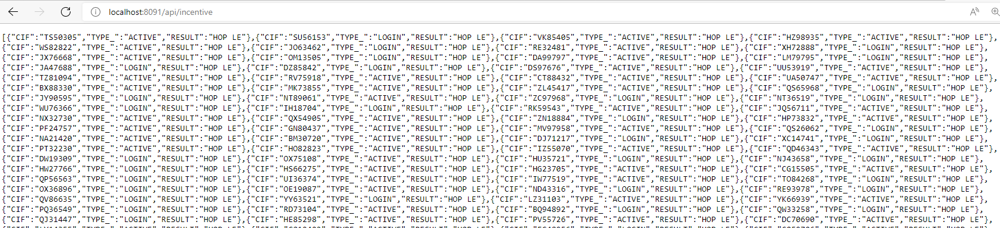 localhost:8091/api/incentive
[{"CIF":"TS50305","TYPE_":"ACTIVE","RESULT":"HOP LE"},{"CIF":"SU56153","TYPE_":"LOGIN","RESULT":"HOP LE"},{"CIF":"VK85405","TYPE_":"ACTIVE","RESULT":"HOP LE"},{"CIF":"HZ98935","TYPE_":"ACTIVE","RESULT":"HOP LE"},
{"CIF":"WS82822","TYPE_":"ACTIVE","RESULT":"HOP LE"},{"CIF":"JO63462","TYPE_":"LOGIN","RESULT":"HOP LE"},{"CIF":"RE32481","TYPE_":"ACTIVE","RESULT":"HOP LE"},{"CIF":"XH72888","TYPE_":"LOGIN","RESULT":"HOP LE"},
{"CIF":"JX76668","TYPE_":"ACTIVE","RESULT":"HOP LE"},{"CIF":"OM13505","TYPE_":"LOGIN","RESULT":"HOP LE"},{"CIF":"DA99797","TYPE_":"ACTIVE","RESULT":"HOP LE"},{"CIF":"LM79795","TYPE_":"LOGIN","RESULT":"HOP LE"},
{"CIF":"JA47688","TYPE_":"LOGIN","RESULT":"HOP LE"},{"CIF":"DZ85842","TYPE_":"LOGIN","RESULT":"HOP LE"},{"CIF":"DS97676","TYPE_":"ACTIVE","RESULT":"HOP LE"},{"CIF":"UU53919","TYPE_":"LOGIN","RESULT":"HOP LE"},
{"CIF":"TZ81094","TYPE_":"ACTIVE","RESULT":"HOP LE"},{"CIF":"RV75918","TYPE_":"LOGIN","RESULT":"HOP LE"},{"CIF":"CT88432","TYPE_":"ACTIVE","RESULT":"HOP LE"},{"CIF":"UA50747","TYPE_":"ACTIVE","RESULT":"HOP LE"},
{"CIF":"BX88330","TYPE_":"ACTIVE","RESULT":"HOP LE"},{"CIF":"MK73855","TYPE_":"ACTIVE","RESULT":"HOP LE"},{"CIF":"ZL45417","TYPE_":"ACTIVE","RESULT":"HOP LE"},{"CIF":"QS65968","TYPE_":"LOGIN","RESULT":"HOP LE"},
{"CIF":"JY90595","TYPE_":"LOGIN","RESULT":"HOP LE"},{"CIF":"NT89061","TYPE_":"ACTIVE","RESULT":"HOP LE"},{"CIF":"ZC97968","TYPE_":"LOGIN","RESULT":"HOP LE"},{"CIF":"NT36519","TYPE_":"LOGIN","RESULT":"HOP LE"},
{"CIF":"WU76366","TYPE_":"ACTIVE","RESULT":"HOP LE"},{"CIF":"IH18704","TYPE_":"LOGIN","RESULT":"HOP LE"},{"CIF":"RK59543","TYPE_":"ACTIVE","RESULT":"HOP LE"},{"CIF":"JQ56711","TYPE_":"ACTIVE","RESULT":"HOP LE"},
{"CIF":"NX32730","TYPE_":"ACTIVE","RESULT":"HOP LE"},{"CIF":"QX54905","TYPE_":"ACTIVE","RESULT":"HOP LE"},{"CIF":"ZN18884","TYPE_":"LOGIN","RESULT":"HOP LE"},{"CIF":"HP73832","TYPE_":"ACTIVE","RESULT":"HOP LE"},
{"CIF":"PF24757","TYPE_":"ACTIVE","RESULT":"HOP LE"},{"CIF":"GN80437","TYPE_":"ACTIVE","RESULT":"HOP LE"},{"CIF":"MV97958","TYPE_":"ACTIVE","RESULT":"HOP LE"},{"CIF":"QS26062","TYPE_":"LOGIN","RESULT":"HOP LE"},
{"CIF":"NA21420","TYPE_":"ACTIVE","RESULT":"HOP LE"},{"CIF":"BM30720","TYPE_":"ACTIVE","RESULT":"HOP LE"},{"CIF":"DJ71217","TYPE_":"LOGIN","RESULT":"HOP LE"},{"CIF":"XC14741","TYPE_":"ACTIVE","RESULT":"HOP LE"},
{"CIF":"PT32230","TYPE_":"ACTIVE","RESULT":"HOP LE"},{"CIF":"HO82823","TYPE_":"ACTIVE","RESULT":"HOP LE"},{"CIF":"IZ55070","TYPE_":"ACTIVE","RESULT":"HOP LE"},{"CIF":"QD46343","TYPE_":"ACTIVE","RESULT":"HOP LE"},
{"CIF":"DW19309","TYPE_":"LOGIN","RESULT":"HOP LE"},{"CIF":"OX75108","TYPE_":"ACTIVE","RESULT":"HOP LE"},{"CIF":"HU35721","TYPE_":"LOGIN","RESULT":"HOP LE"},{"CIF":"NJ43658","TYPE_":"LOGIN","RESULT":"HOP LE"},
{"CIF":"HW27766","TYPE_":"LOGIN","RESULT":"HOP LE"},{"CIF":"HS66275","TYPE_":"ACTIVE","RESULT":"HOP LE"},{"CIF":"HG23705","TYPE_":"LOGIN","RESULT":"HOP LE"},{"CIF":"CG15505","TYPE_":"LOGIN","RESULT":"HOP LE"},
{"CIF":"QP56563","TYPE_":"LOGIN","RESULT":"HOP LE"},{"CIF":"UI36374","TYPE_":"ACTIVE","RESULT":"HOP LE"},{"CIF":"IW77519","TYPE_":"LOGIN","RESULT":"HOP LE"},{"CIF":"TO84268","TYPE_":"LOGIN","RESULT":"HOP LE"},
{"CIF":"OX36896","TYPE_":"LOGIN","RESULT":"HOP LE"},{"CIF":"OE19087","TYPE_":"ACTIVE","RESULT":"HOP LE"},{"CIF":"ND43316","TYPE_":"LOGIN","RESULT":"HOP LE"},{"CIF":"RE93978","TYPE_":"LOGIN","RESULT":"HOP LE"},
{"CIF":"QV86635","TYPE_":"ACTIVE","RESULT":"HOP LE"},{"CIF":"YY63521","TYPE_":"LOGIN","RESULT":"HOP LE"},{"CIF":"LZ31103","TYPE_":"ACTIVE","RESULT":"HOP LE"},{"CIF":"YK66939","TYPE_":"ACTIVE","RESULT":"HOP LE"},
{"CIF":"PQ36549","TYPE_":"LOGIN","RESULT":"HOP LE"},{"CIF":"RD73104","TYPE_":"ACTIVE","RESULT":"HOP LE"},{"CIF":"BQ94892","TYPE_":"LOGIN","RESULT":"HOP LE"},{"CIF":"QW33258","TYPE_":"LOGIN","RESULT":"HOP LE"},
{"CIF":"QJ31447","TYPE_":"LOGIN","RESULT":"HOP LE"},{"CIF":"HE85298","TYPE_":"ACTIVE","RESULT":"HOP LE"},{"CIF":"PV55726","TYPE_":"ACTIVE","RESULT":"HOP LE"},{"CIF":"DC70690","TYPE_":"ACTIVE","RESULT":"HOP LE"},